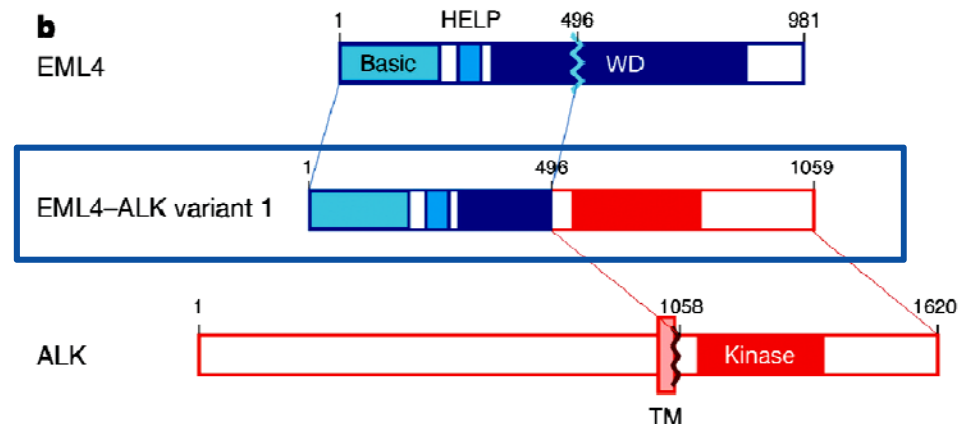 b
1 HELP 496 981
EML4 Basic WD
1 496 1059
EML4–ALK variant 1
1 1058 1620
ALK Kinase
TM